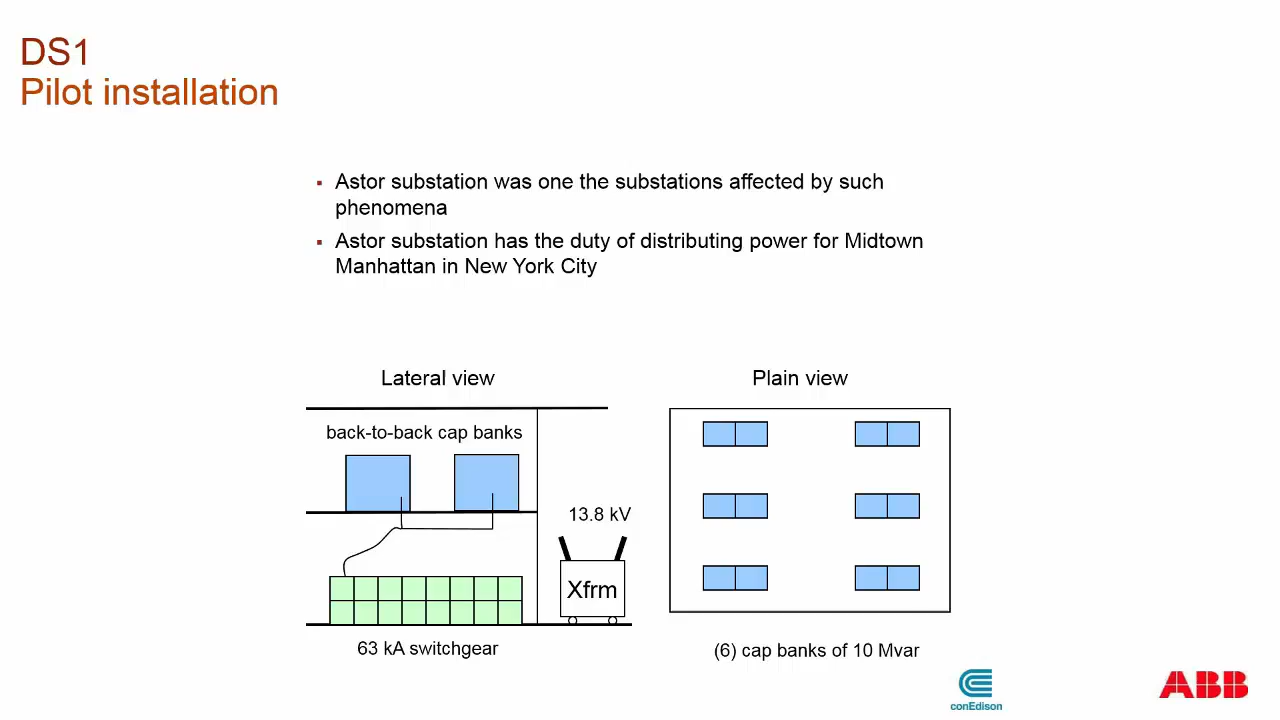 DS1
Pilot installation
▪ Astor substation was one the substations affected by such
phenomena
▪ Astor substation has the duty of distributing power for Midtown
Manhattan in New York City
Lateral view
Plain view
back-to-back cap banks
13.8 kV
Xfrm
63 kA switchgear
(6) cap banks of 10 Mvar
conEdison
ABB